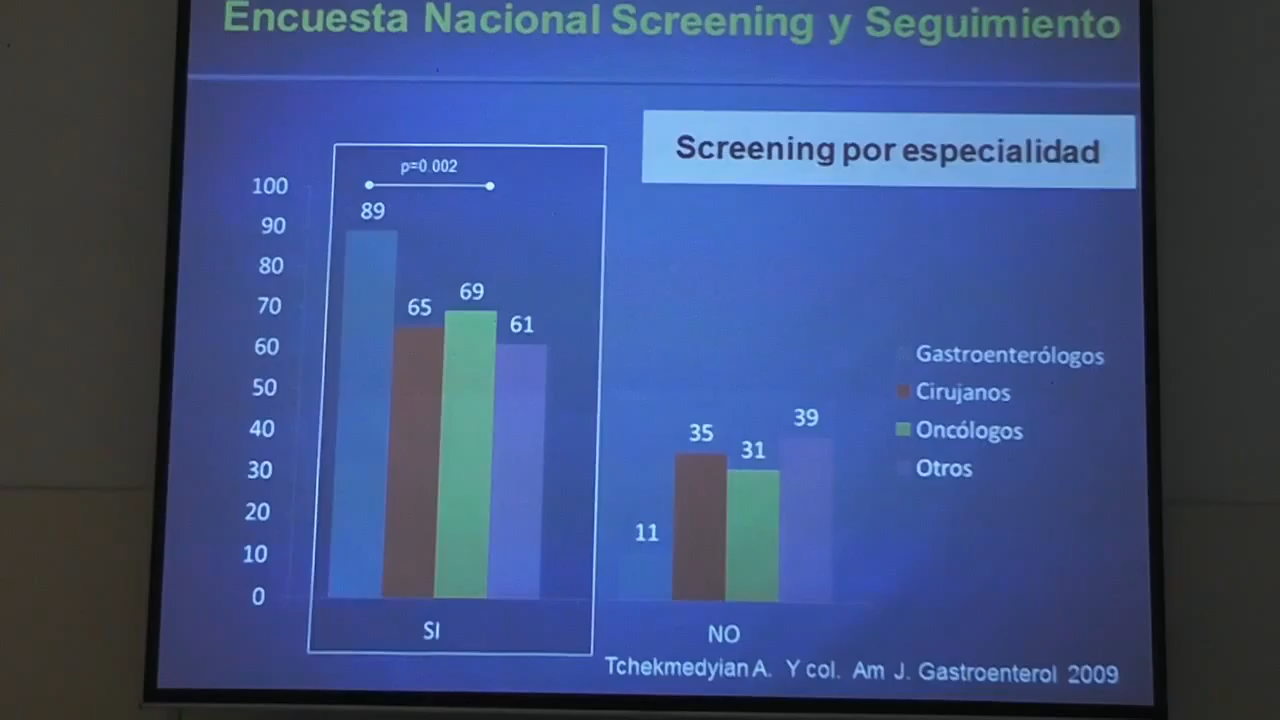 Encuesta Nacional Screening y Seguimiento
Screening por especialidad
p=0.002
100
90
80
70
60
50
40
30
20
10
0
89
65
69
61
11
35
31
39
SI
NO
Gastroenterólogos
Cirujanos
Oncólogos
Otros
Tchekmedyian A. Y col. Am J. Gastroenterol 2009